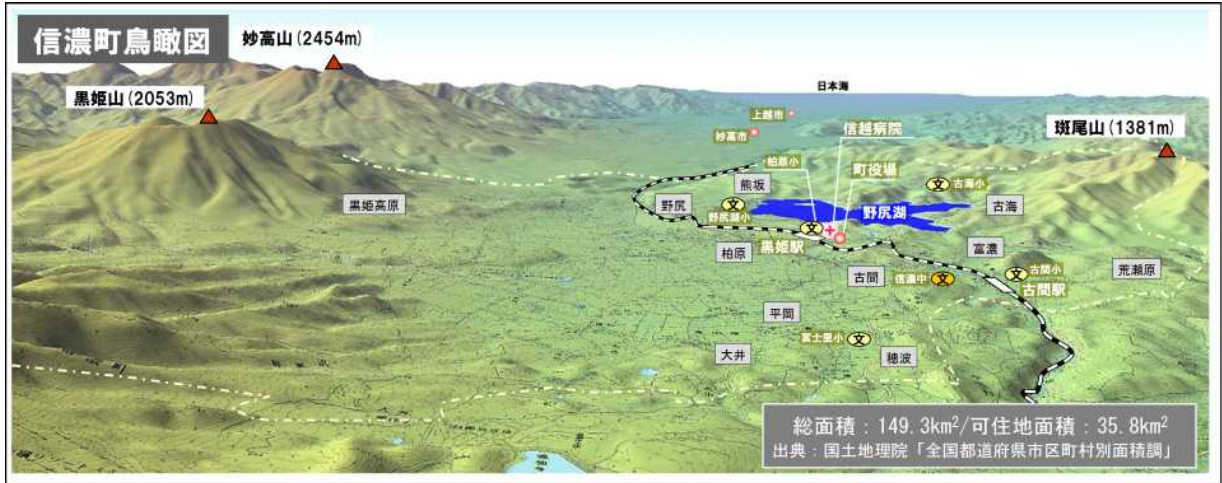 信濃町鳥瞰図
妙高山(2454m)
黒姫山(2053m)
日本海
上越市
妙高市
信越病院
斑尾山(1381m)
柏原小
町役場
熊坂
古海小
黒姫高原
野尻
野尻湖小
野尻湖
古海
柏原
黒姫駅
富濃
古間
信濃中
古間小
荒瀬原
古間駅
平岡
富士里小
大井
穂波
総面積:149.3km²/可住地面積:35.8km²
出典:国土地理院「全国都道府県市区町村別面積調」
文
文
文
文
文
文